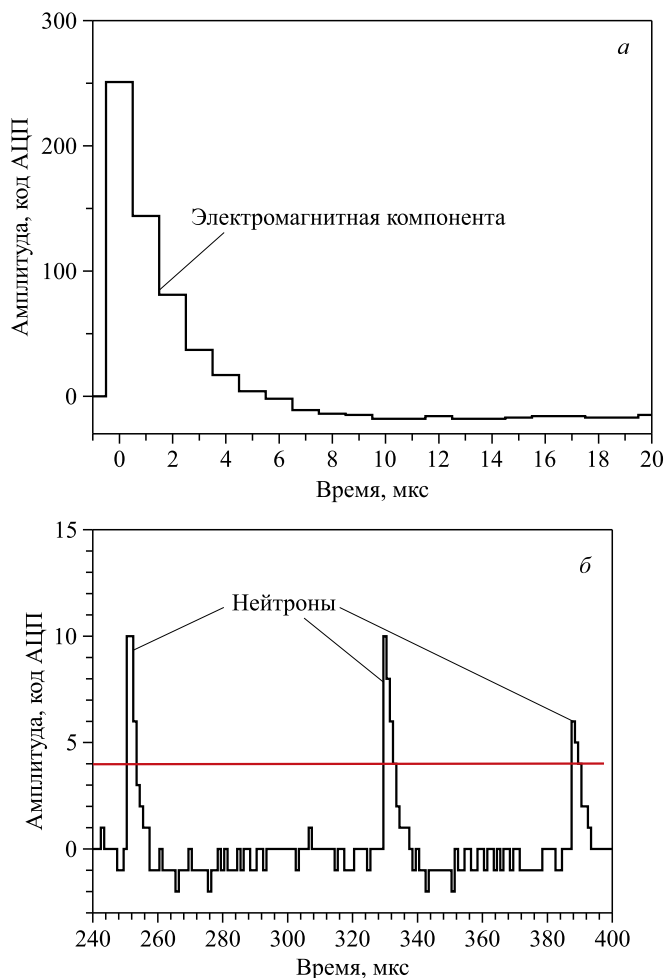 300
а
200
100
0
Амплитуда, код АЦП
Электромагнитная компонента
0 2 4 6 8 10 12 14 16 18 20
Время, мкс
15
б
10
5
0
Амплитуда, код АЦП
Нейтроны
240 260 280 300 320 340 360 380 400
Время, мкс